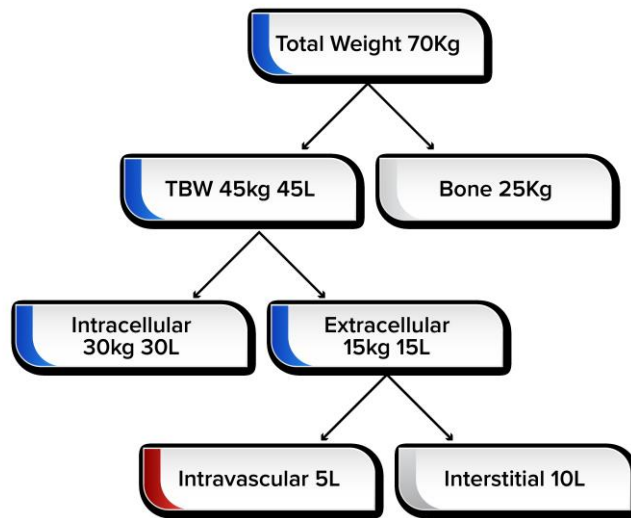 Total Weight 70Kg
TBW 45kg 45L
Bone 25Kg
Intracellular
30kg 30L
Extracellular
15kg 15L
Intravascular 5L
Interstitial 10L